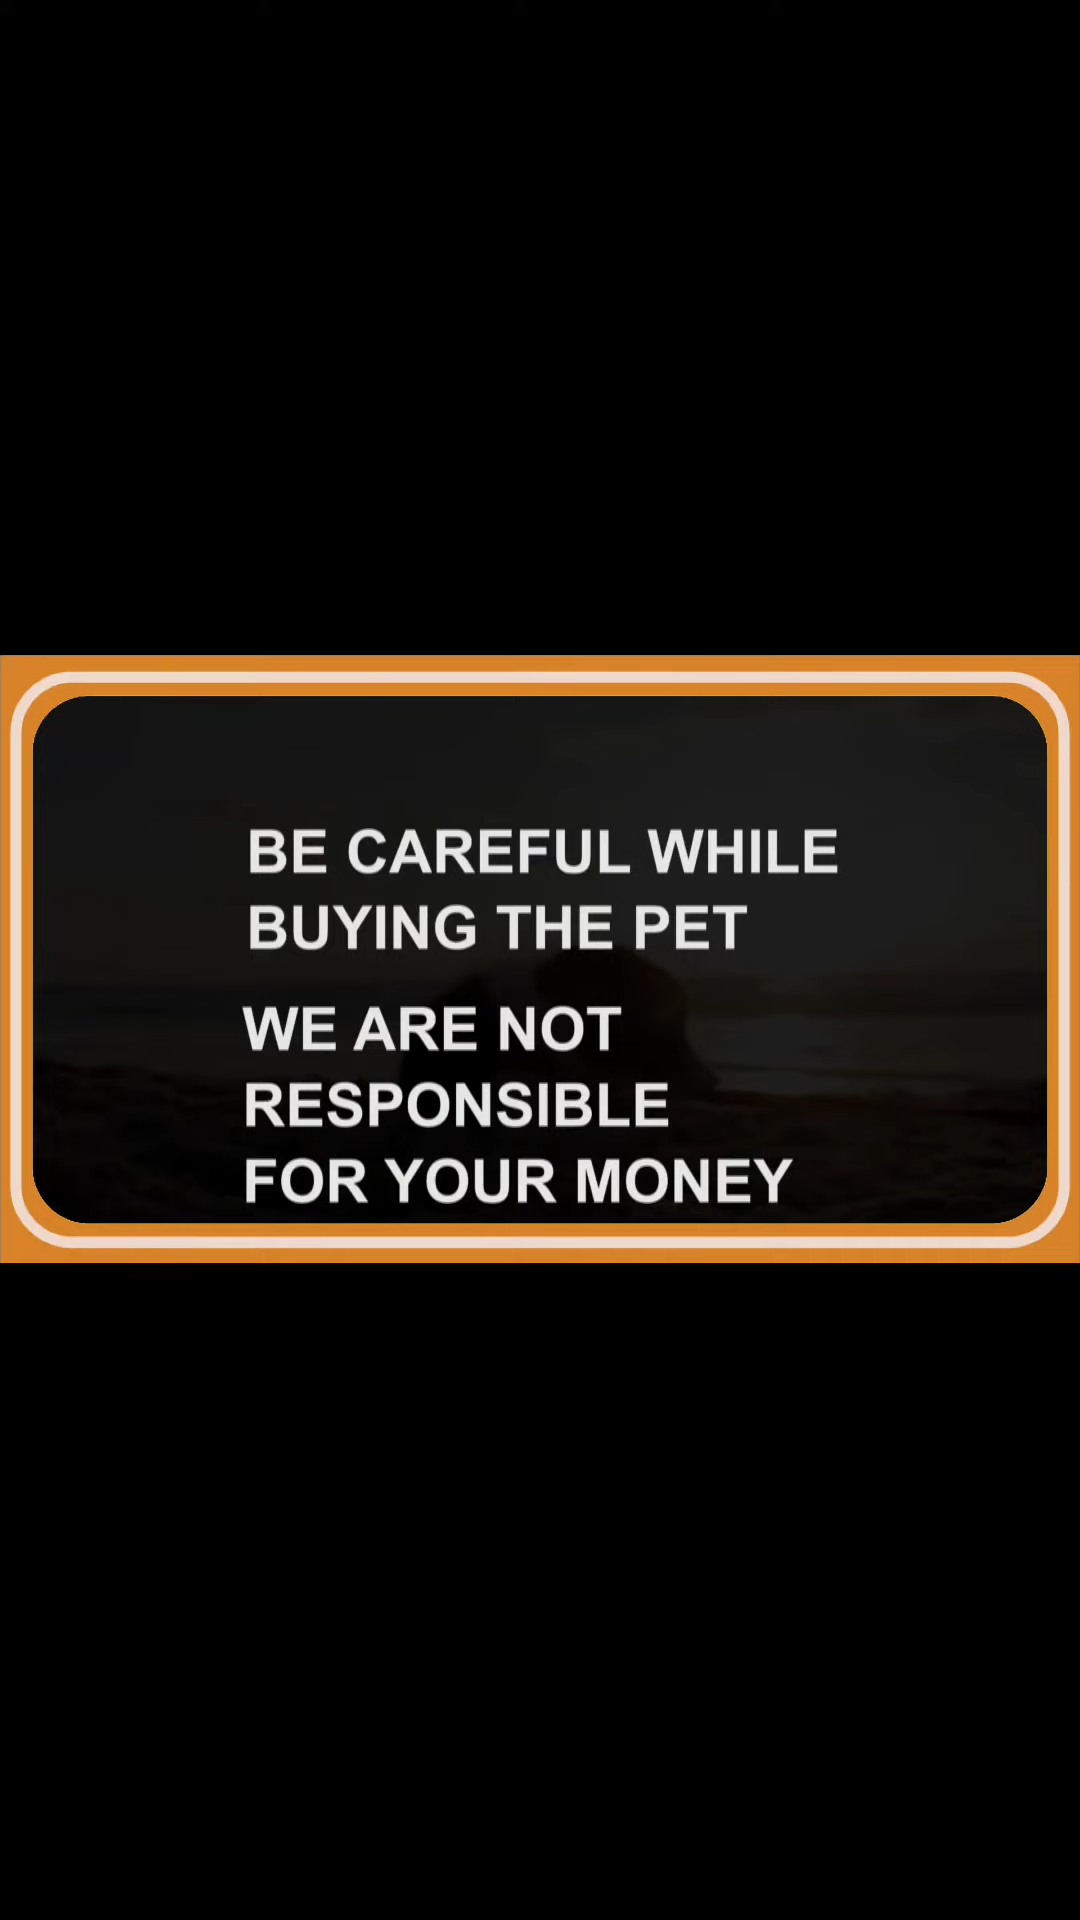 BE CAREFUL WHILE
BUYING THE PET
WE ARE NOT
RESPONSIBLE
FOR YOUR MONEY